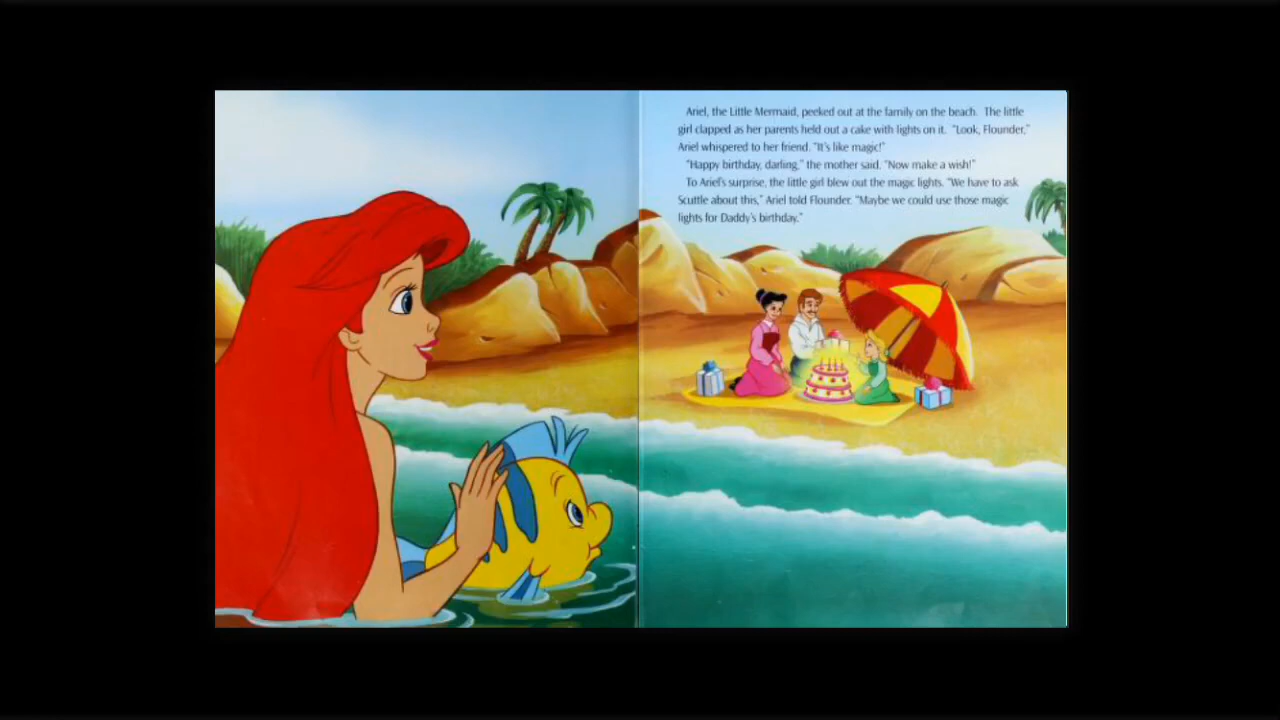 Ariel, the Little Mermaid, peeked out at the family on the beach. The little
girl clapped as her parents held out a cake with lights on it. "Look, Flounder,"
Ariel whispered to her friend. "It's like magic!"
"Happy birthday, darling," the mother said. "Now make a wish!"
To Ariel's surprise, the little girl blew out the magic lights. "We have to ask
Scuttle about this," Ariel told Flounder. "Maybe we could use those magic
lights for Daddy's birthday."